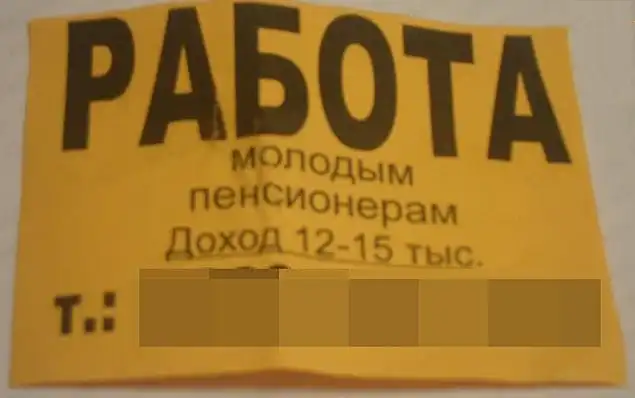 РАБОТА
молодым
пенсионерам
Доход 12-15 тыс.
т.: